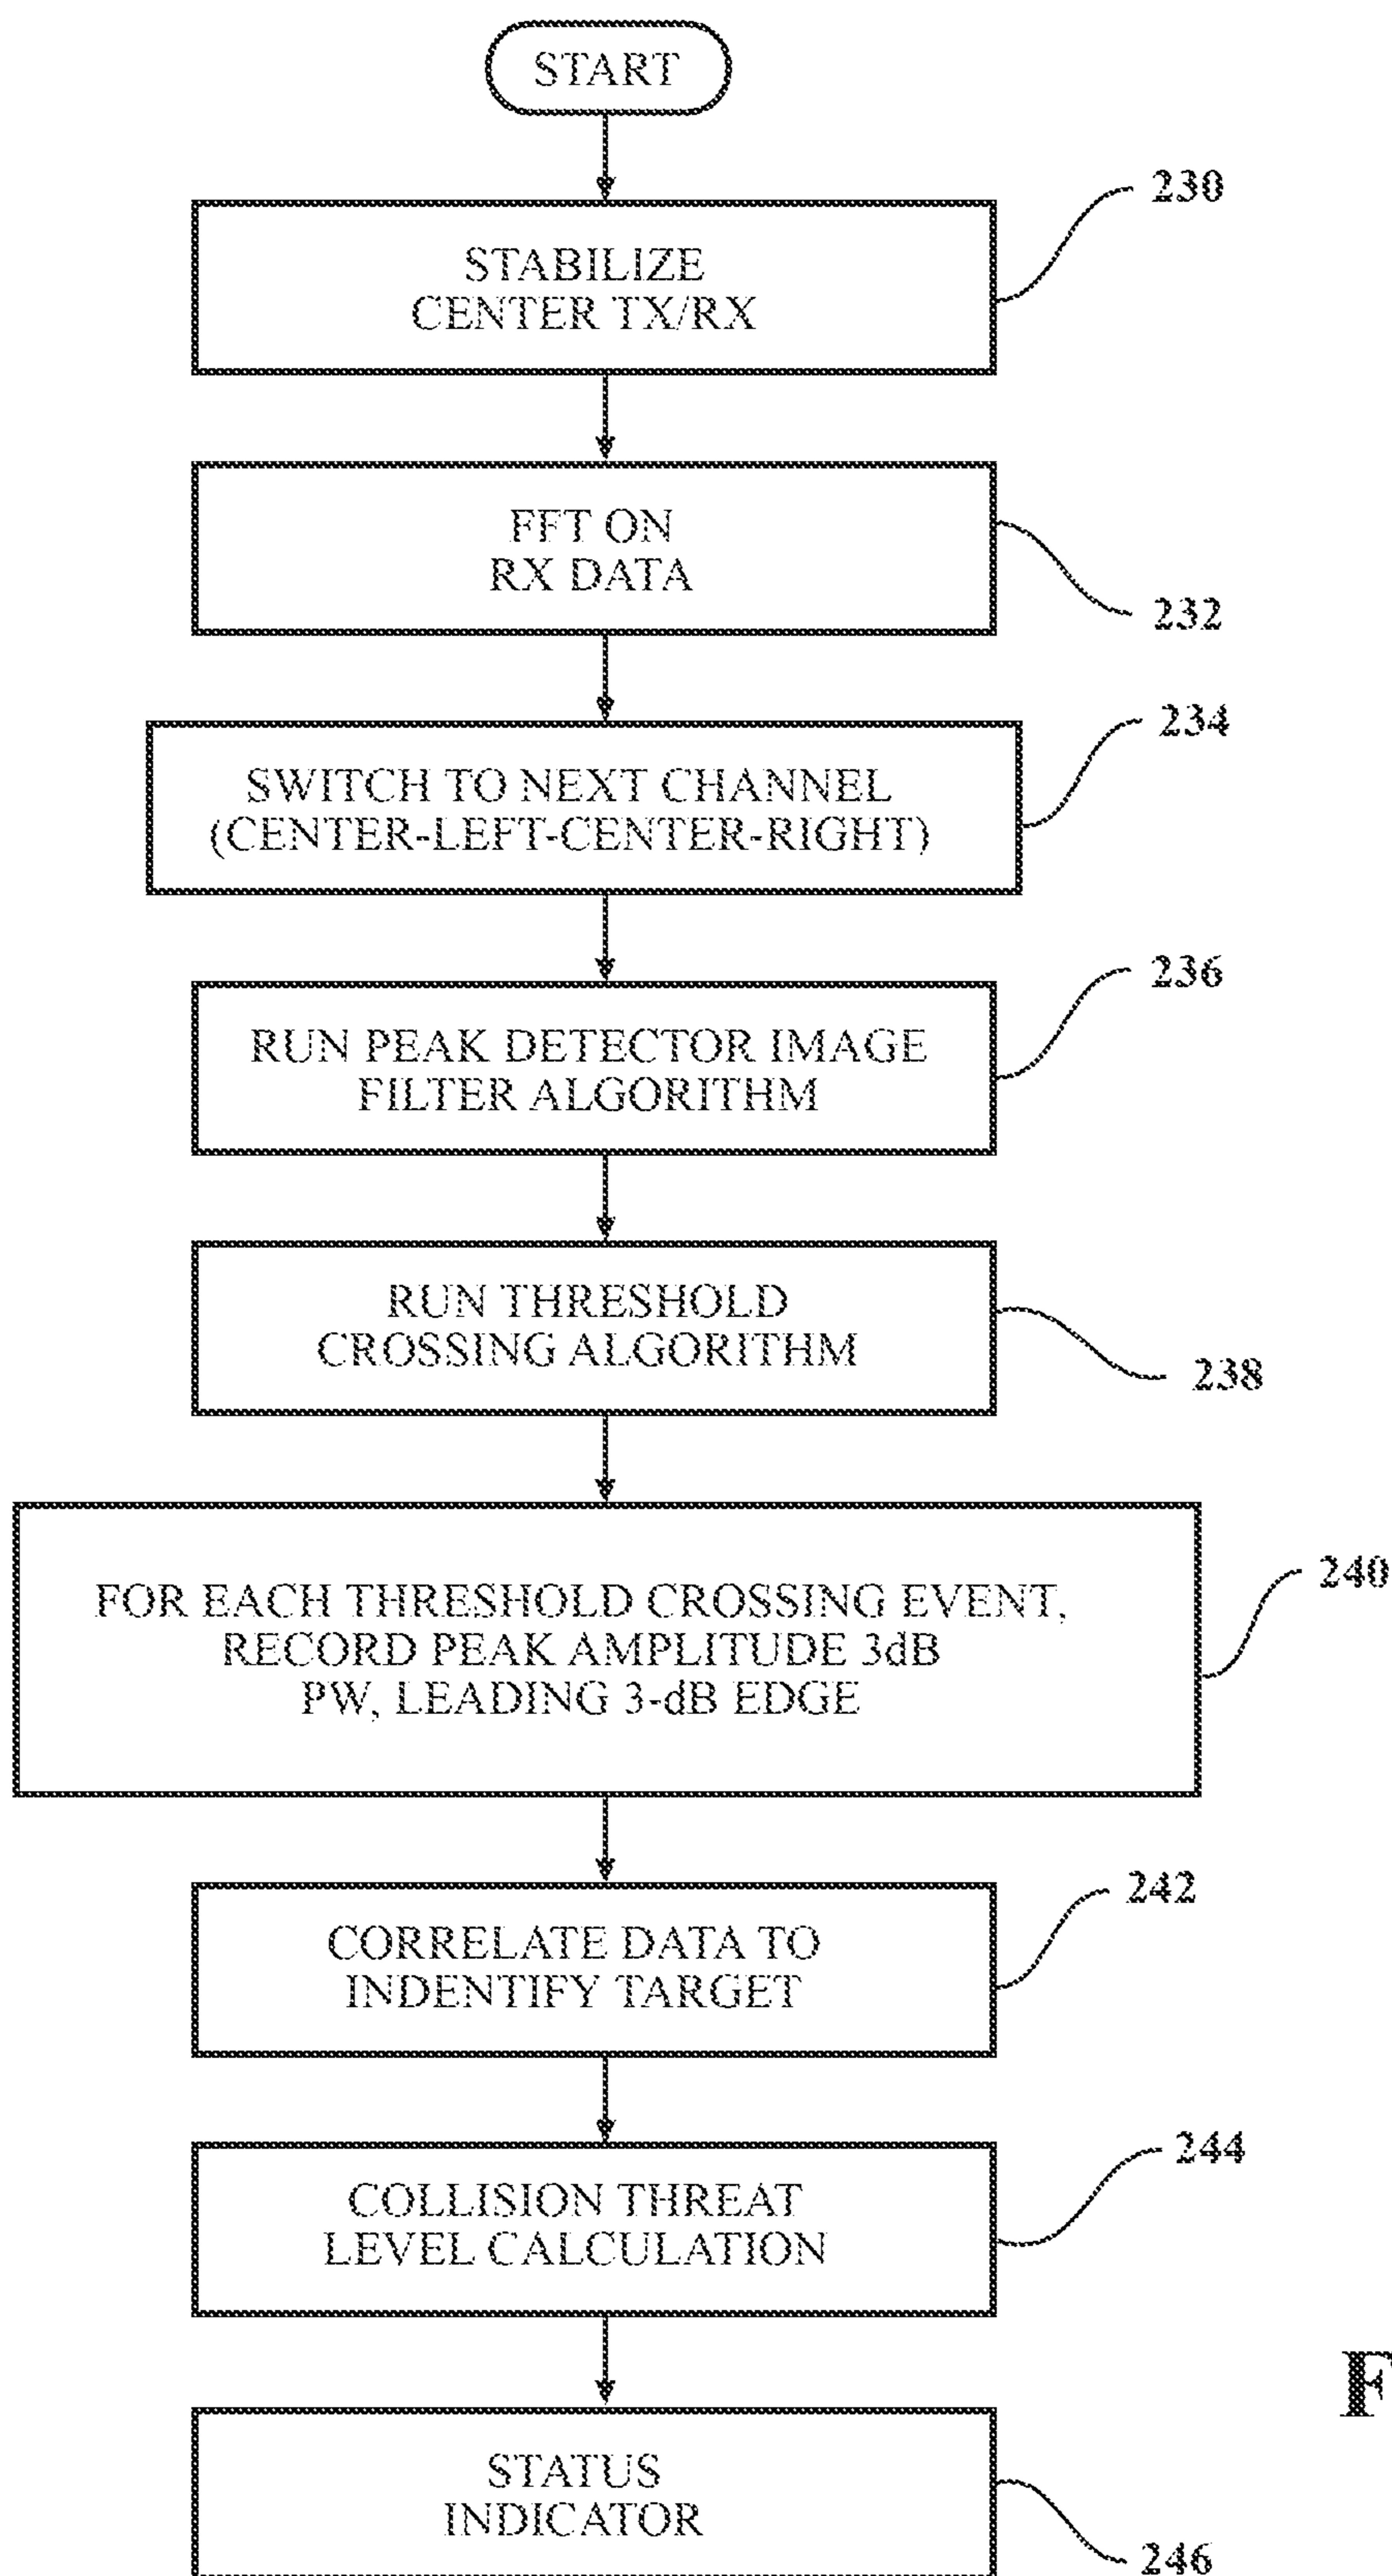 START
230
STABILIZE
CENTER TX/RX
FFT ON
RX DATA
232
234
SWITCH TO NEXT CHANNEL
(CENTER-LEFT-CENTER-RIGHT)
236
RUN PEAK DETECTOR IMAGE
FILTER ALGORITHM
RUN THRESHOLD
CROSSING ALGORITHM
238
240
FOR EACH THRESHOLD CROSSING EVENT,
RECORD PEAK AMPLITUDE 3dB
PW, LEADING 3-dB EDGE
242
CORRELATE DATA TO
INDENTIFY TARGET
244
COLLISION THREAT
LEVEL CALCULATION
F
STATUS
INDICATOR
246